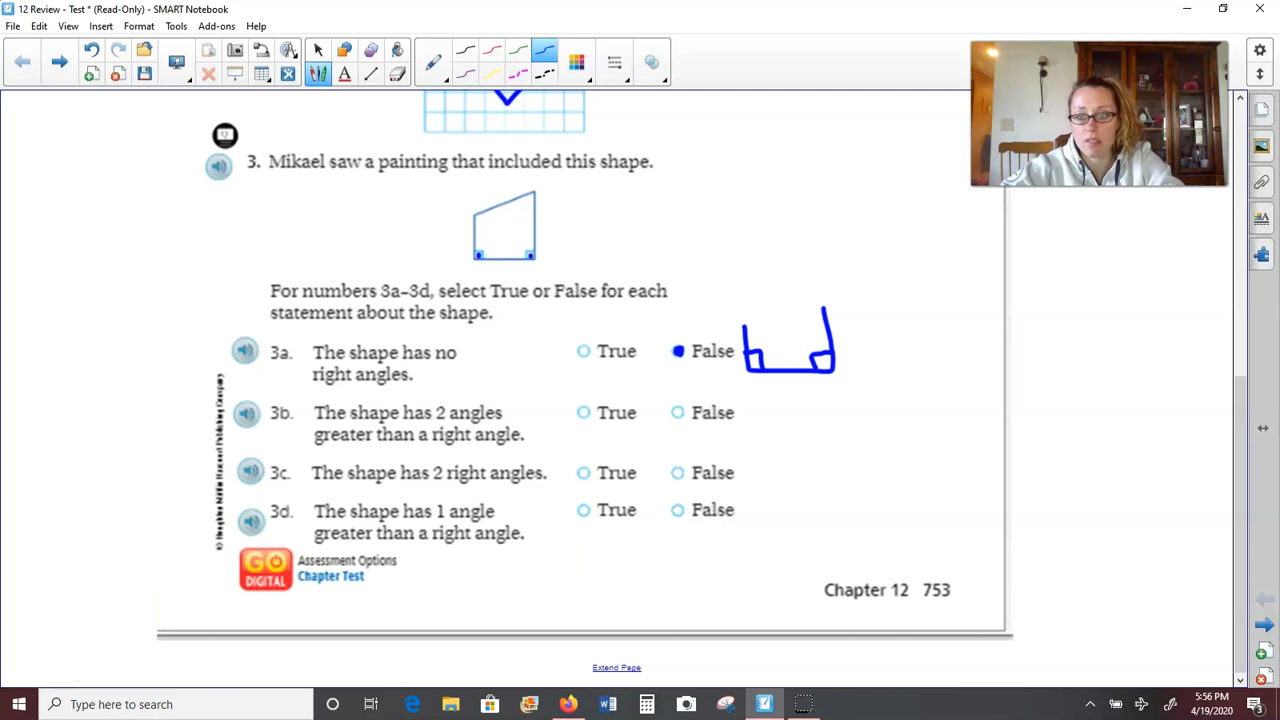 12 Review - Test * (Read-Only) - SMART Notebook
File Edit View Insert Format Tools Add-ons Help
3. Mikael saw a painting that included this shape.
For numbers 3a–3d, select True or False for each
statement about the shape.
3a. The shape has no True False
right angles.
3b. The shape has 2 angles True False
greater than a right angle.
3c. The shape has 2 right angles. True False
3d. The shape has 1 angle True False
greater than a right angle.
© Houghton Mifflin Harcourt Publishing Company
GO DIGITAL
Assessment Options
Chapter Test
Chapter 12 753
Extend Page
Type here to search
5:56 PM
4/19/2020